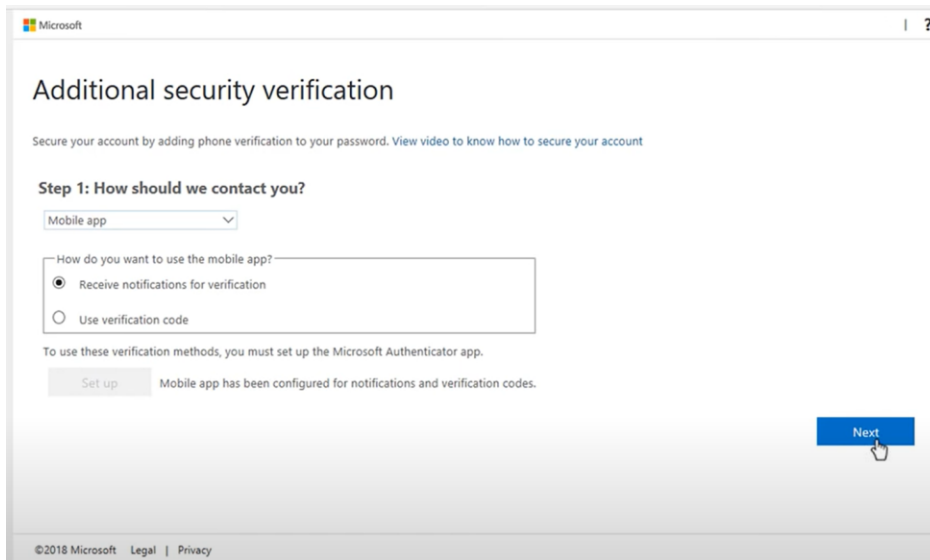 Microsoft
| ?
Additional security verification
Secure your account by adding phone verification to your password. View video to know how to secure your account
Step 1: How should we contact you?
Mobile app
How do you want to use the mobile app?
Receive notifications for verification
Use verification code
To use these verification methods, you must set up the Microsoft Authenticator app.
Set up Mobile app has been configured for notifications and verification codes.
Next
©2018 Microsoft Legal | Privacy